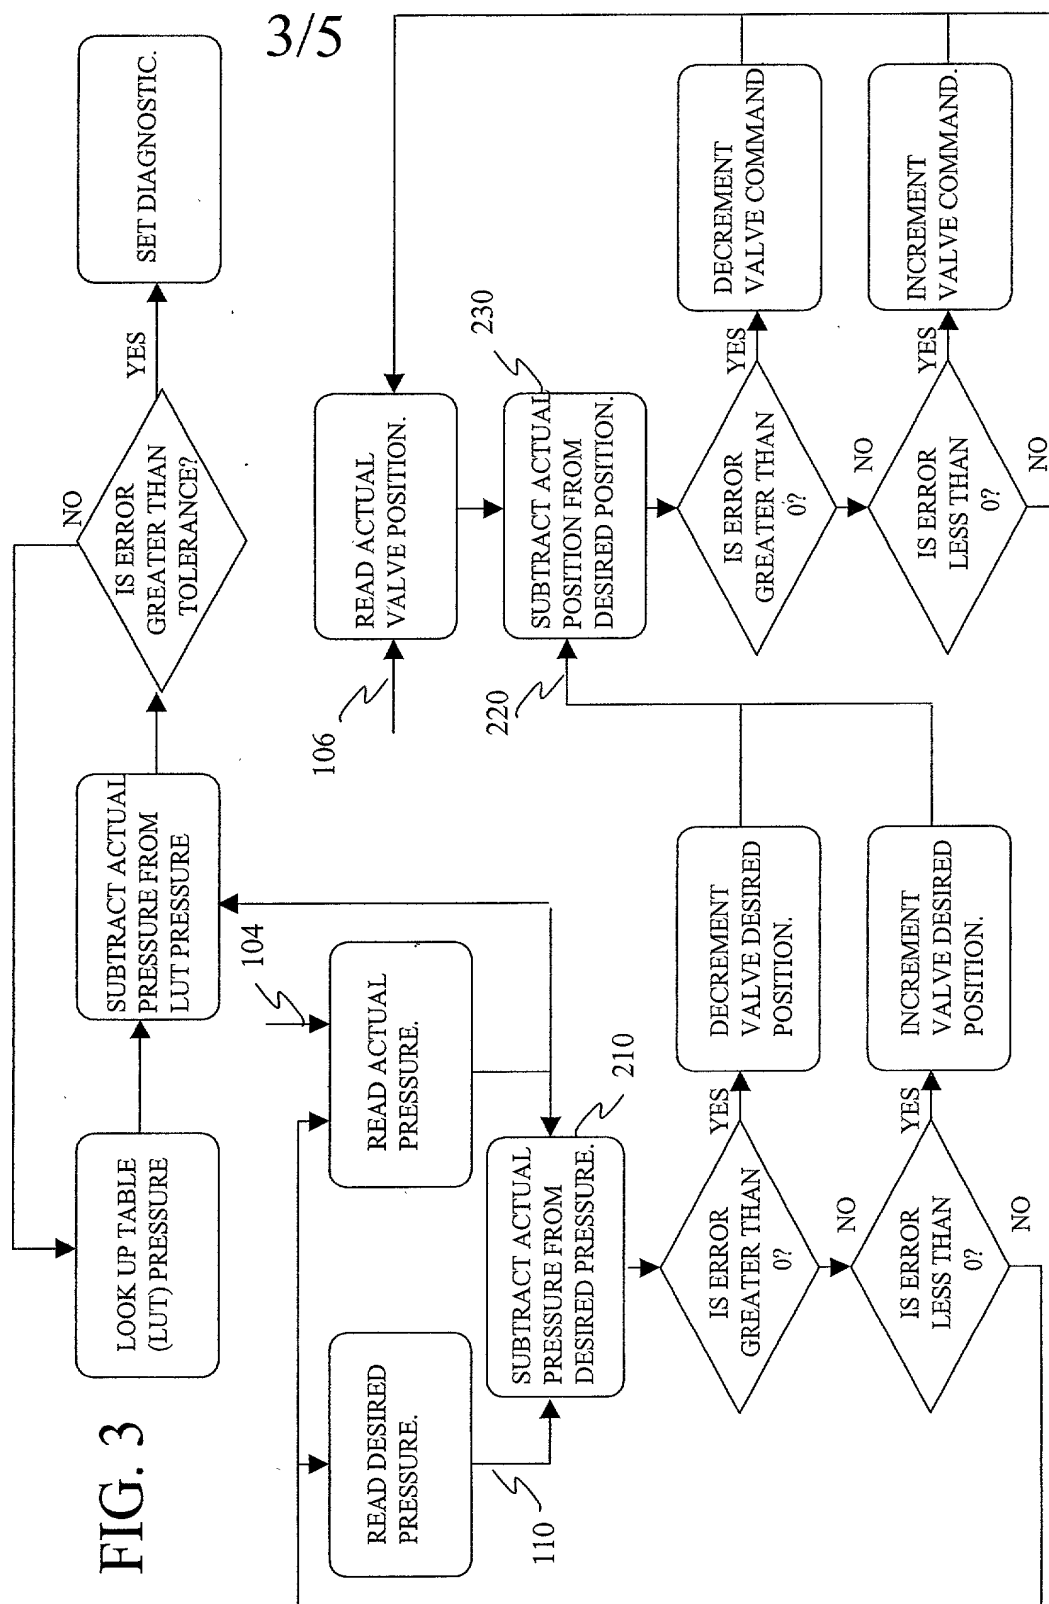 3/5
FIG. 3
LOOK UP TABLE
(LUT) PRESSURE
SUBTRACT ACTUAL
PRESSURE FROM
LUT PRESSURE
IS ERROR
GREATER THAN
TOLERANCE?
NO
YES
SET DIAGNOSTIC.
104
READ DESIRED
PRESSURE.
READ ACTUAL
PRESSURE.
110
SUBTRACT ACTUAL
PRESSURE FROM
DESIRED PRESSURE.
210
IS ERROR
GREATER THAN
0?
YES
DECREMENT
VALVE DESIRED
POSITION.
NO
IS ERROR
LESS THAN
0?
YES
INCREMENT
VALVE DESIRED
POSITION.
NO
106
READ ACTUAL
VALVE POSITION.
220
SUBTRACT ACTUAL
POSITION FROM
DESIRED POSITION.
230
IS ERROR
GREATER THAN
0?
YES
DECREMENT
VALVE COMMAND
NO
IS ERROR
LESS THAN
0?
YES
INCREMENT
VALVE COMMAND.
NO